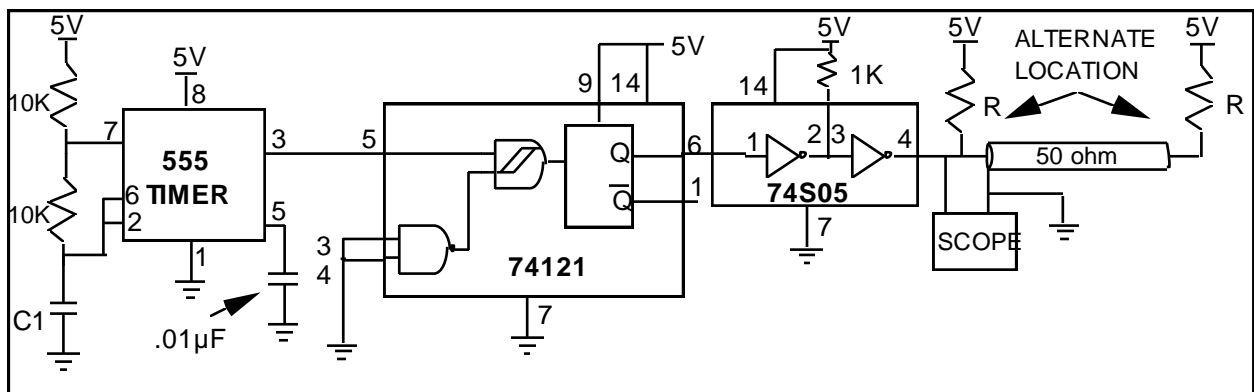 5V
10K
7
10K
C1
5V
8
555
TIMER
3
6
2
5
1
.01µF
5
3
4
9
14
5V
Q
Q
74121
7
6
1
14
5V
1K
1
2
3
4
74S05
7
5V
R
SCOPE
ALTERNATE
LOCATION
50 ohm
5V
R